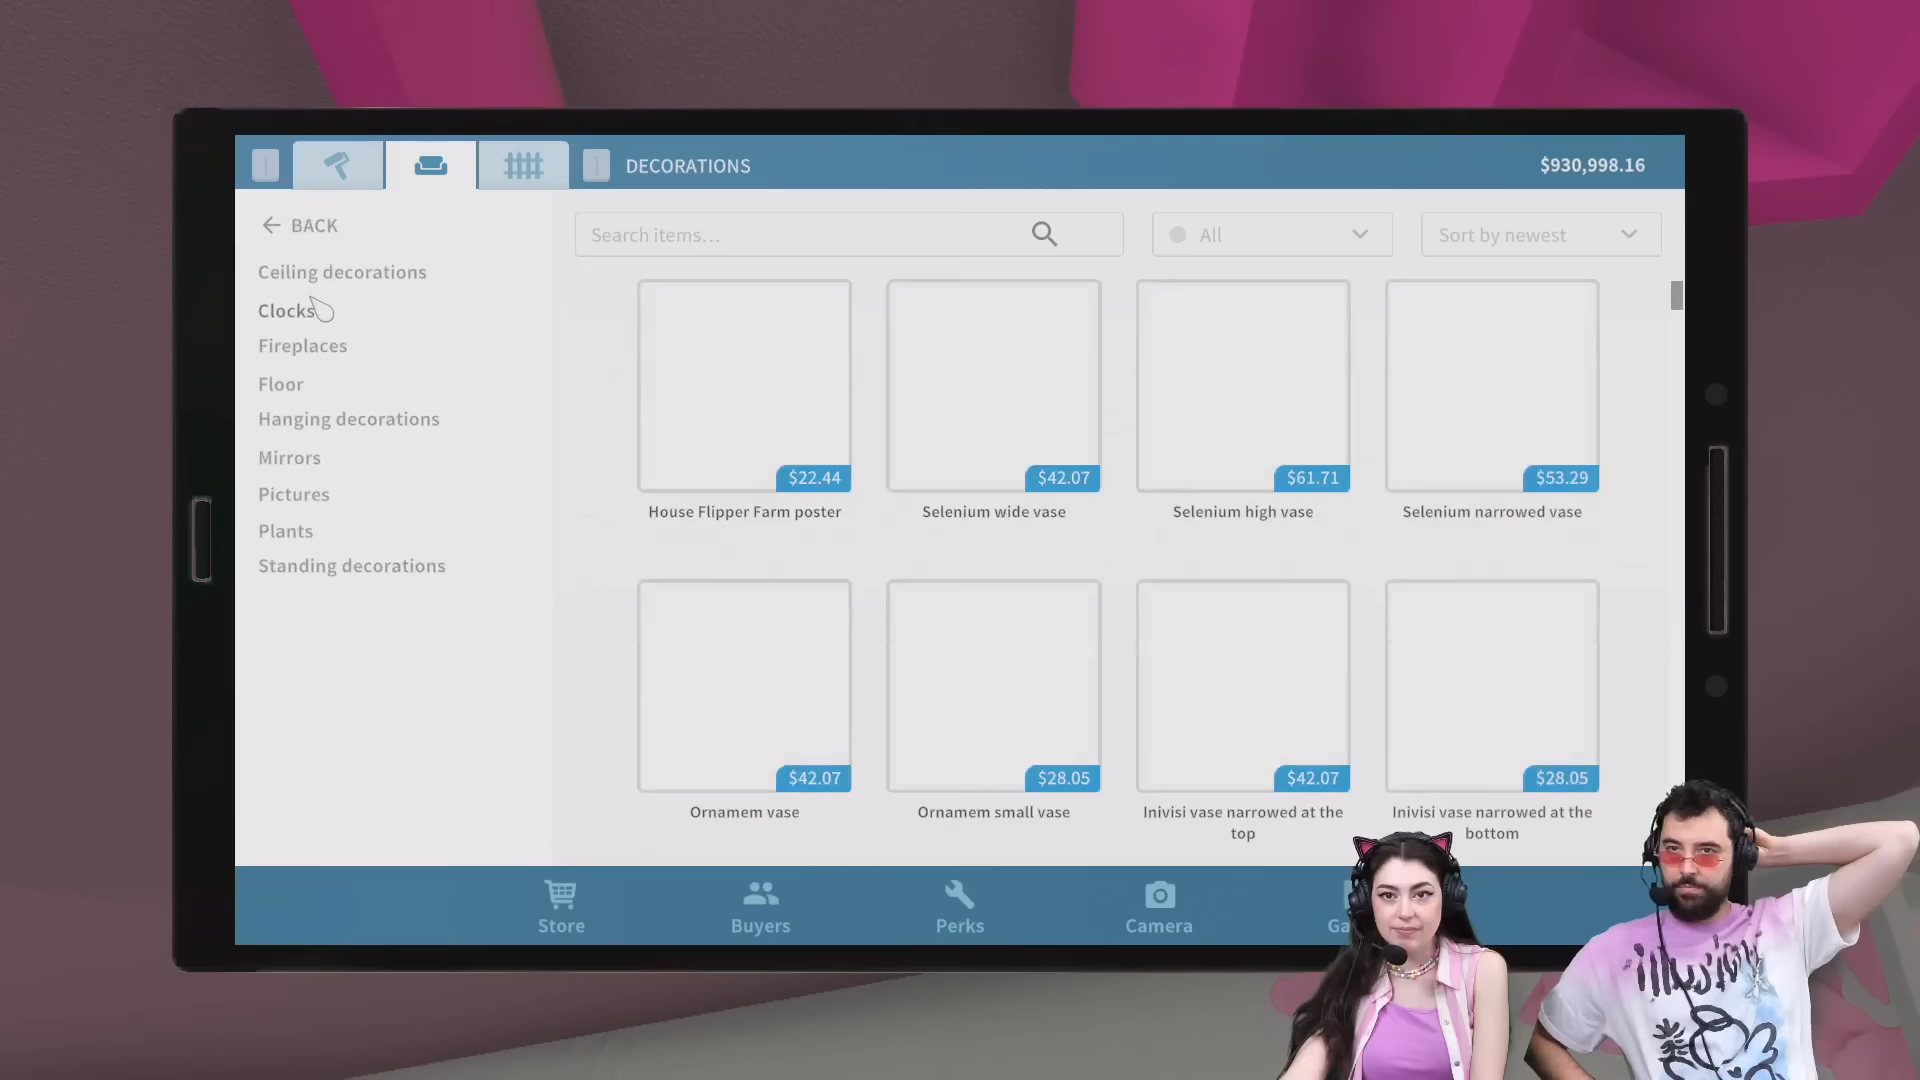 DECORATIONS
$930,998.16
BACK
Search items...
All
Sort by newest
Ceiling decorations
Clocks
Fireplaces
Floor
Hanging decorations
Mirrors
Pictures
Plants
Standing decorations
$22.44
$42.07
$61.71
$53.29
House Flipper Farm poster
Selenium wide vase
Selenium high vase
Selenium narrowed vase
$42.07
$28.05
$42.07
$28.05
Ornamem vase
Ornamem small vase
Inivisi vase narrowed at the
top
Inivisi vase narrowed at the
bottom
Store
Buyers
Perks
Camera
Ga